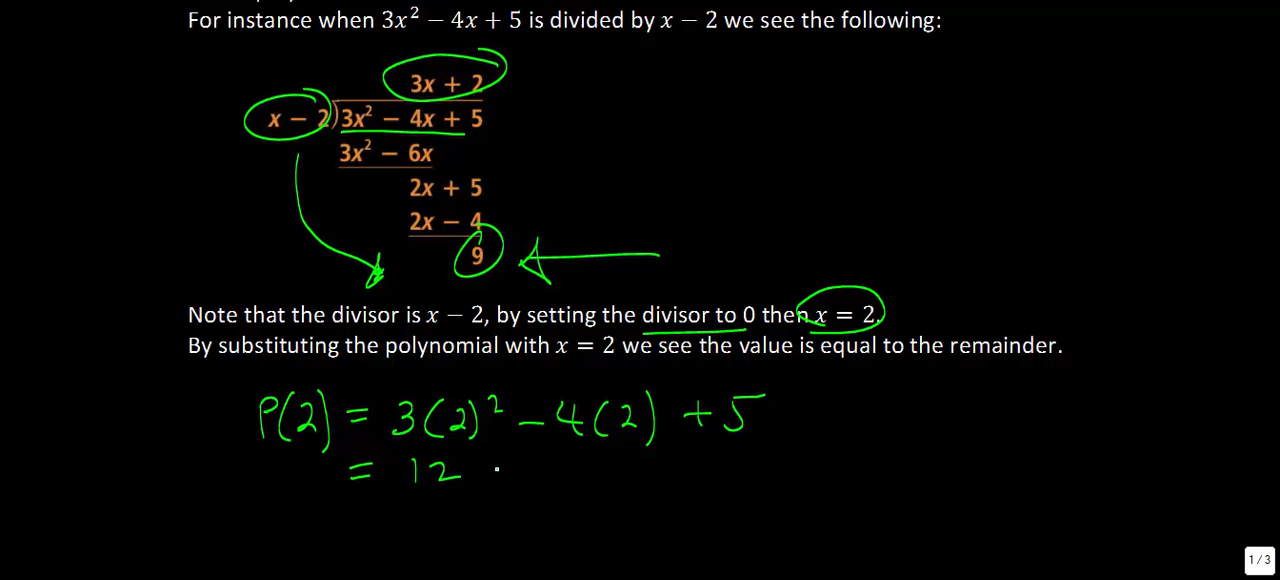 For instance when 3x² − 4x + 5 is divided by x − 2 we see the following:
3x + 2
x − 2)3x² − 4x + 5
3x² − 6x
2x + 5
2x − 4
9
Note that the divisor is x − 2, by setting the divisor to 0 then x = 2.
By substituting the polynomial with x = 2 we see the value is equal to the remainder.
P(2) = 3(2)² − 4(2) + 5
= 12
1 / 3